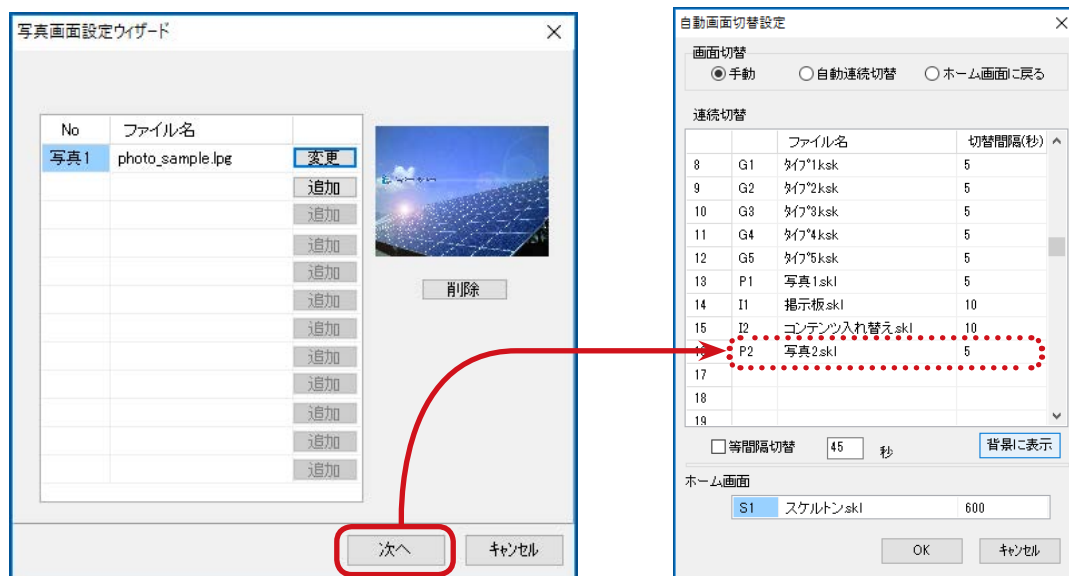 写真画面設定ウィザード
No ファイル名
写真1 photo_sample.lpg 変更
追加
追加
追加
追加
追加
追加
追加
追加
追加
追加
追加
削除
次へ キャンセル
自動画面切替設定
画面切替
手動 自動連続切替 ホーム画面に戻る
連続切替
ファイル名 切替間隔(秒)
8 G1 タイプ1.ksk 5
9 G2 タイプ2.ksk 5
10 G3 タイプ3.ksk 5
11 G4 タイプ4.ksk 5
12 G5 タイプ5.ksk 5
13 P1 写真1.skl 5
14 I1 掲示板.skl 10
15 I2 コンテンツ入れ替え.skl 10
16 P2 写真2.skl 5
17
18
19
等間隔切替 45 秒 背景に表示
ホーム画面
S1 スケルトン.skl 600
OK キャンセル